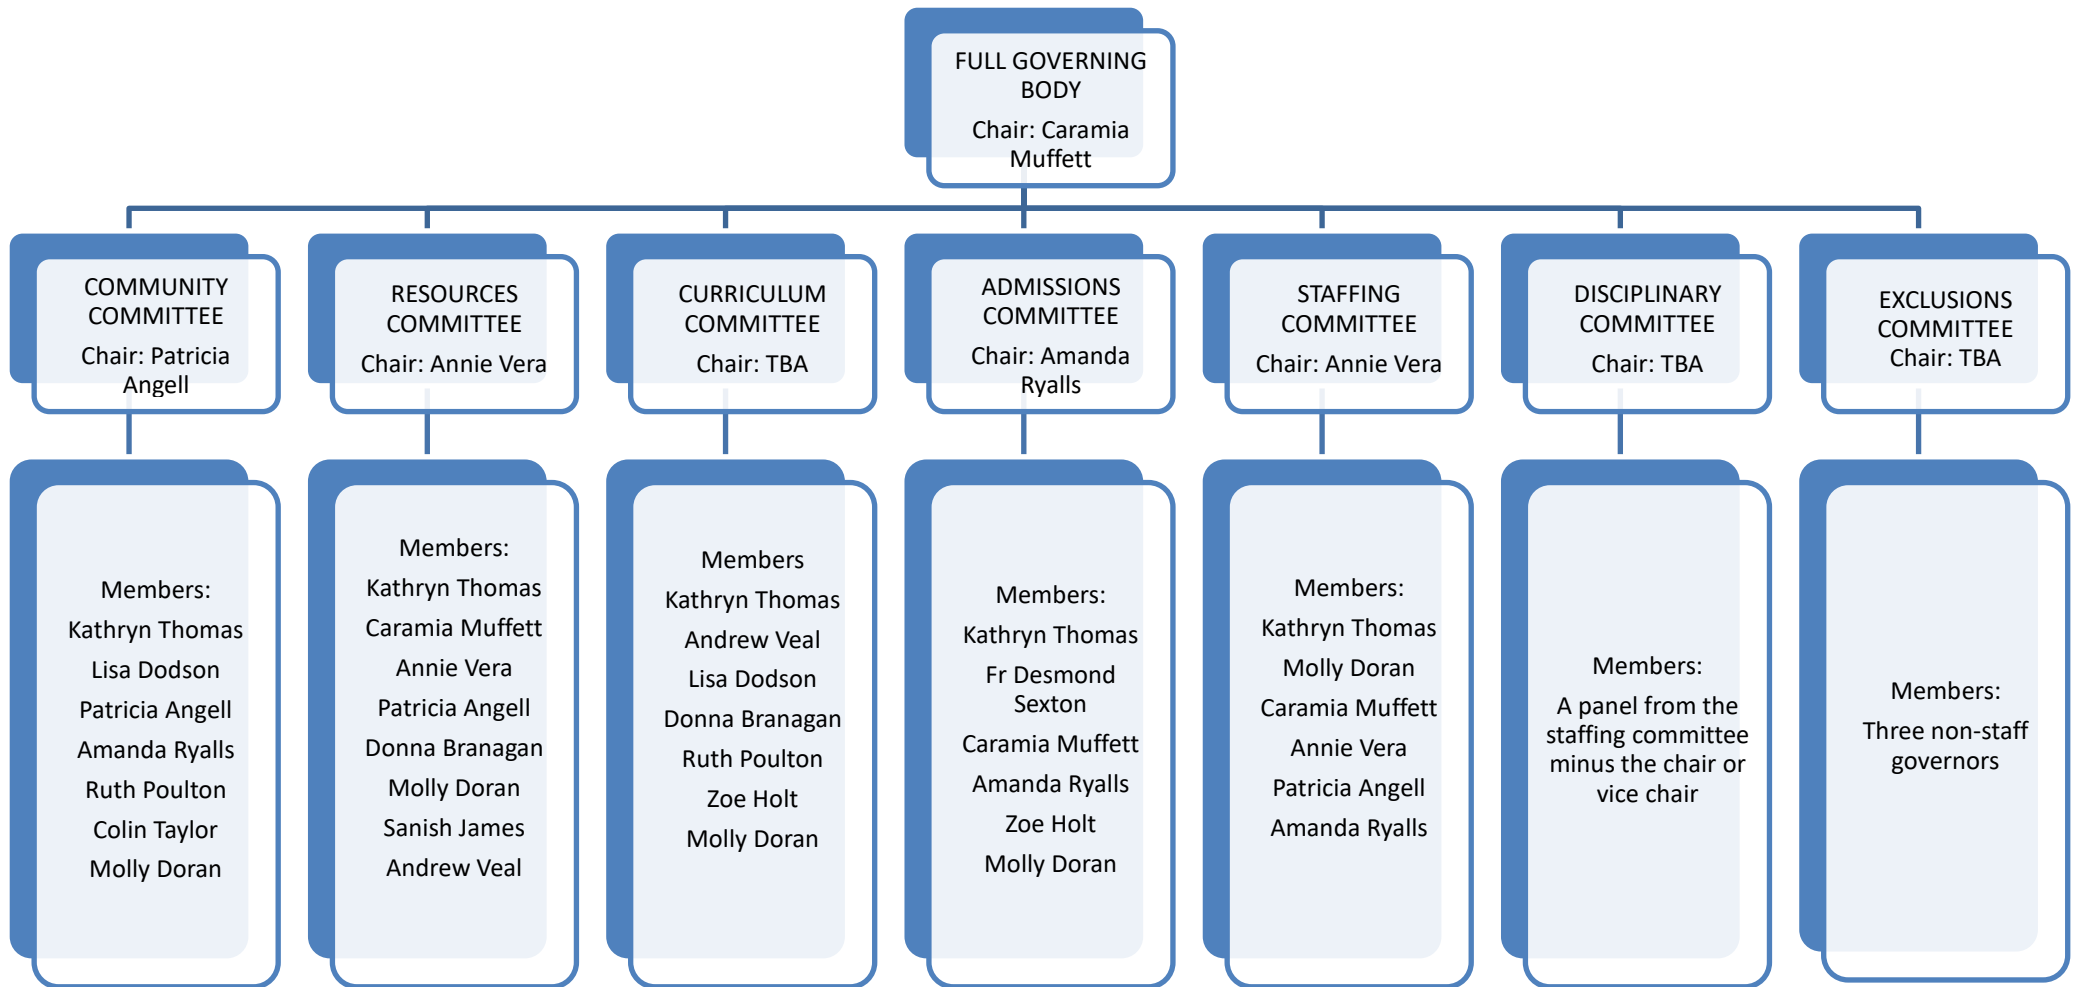 FULL GOVERNING
BODY
Chair: Caramia
Muffett
COMMUNITY
COMMITTEE
Chair: Patricia
Angell
RESOURCES
COMMITTEE
Chair: Annie Vera
CURRICULUM
COMMITTEE
Chair: TBA
ADMISSIONS
COMMITTEE
Chair: Amanda
Ryalls
STAFFING
COMMITTEE
Chair: Annie Vera
DISCIPLINARY
COMMITTEE
Chair: TBA
EXCLUSIONS
COMMITTEE
Chair: TBA
Members:
Kathryn Thomas
Lisa Dodson
Patricia Angell
Amanda Ryalls
Ruth Poulton
Colin Taylor
Molly Doran
Members:
Kathryn Thomas
Caramia Muffett
Annie Vera
Patricia Angell
Donna Branagan
Molly Doran
Sanish James
Andrew Veal
Members
Kathryn Thomas
Andrew Veal
Lisa Dodson
Donna Branagan
Ruth Poulton
Zoe Holt
Molly Doran
Members:
Kathryn Thomas
Fr Desmond
Sexton
Caramia Muffett
Amanda Ryalls
Zoe Holt
Molly Doran
Members:
Kathryn Thomas
Molly Doran
Caramia Muffett
Annie Vera
Patricia Angell
Amanda Ryalls
Members:
A panel from the
staffing committee
minus the chair or
vice chair
Members:
Three non-staff
governors